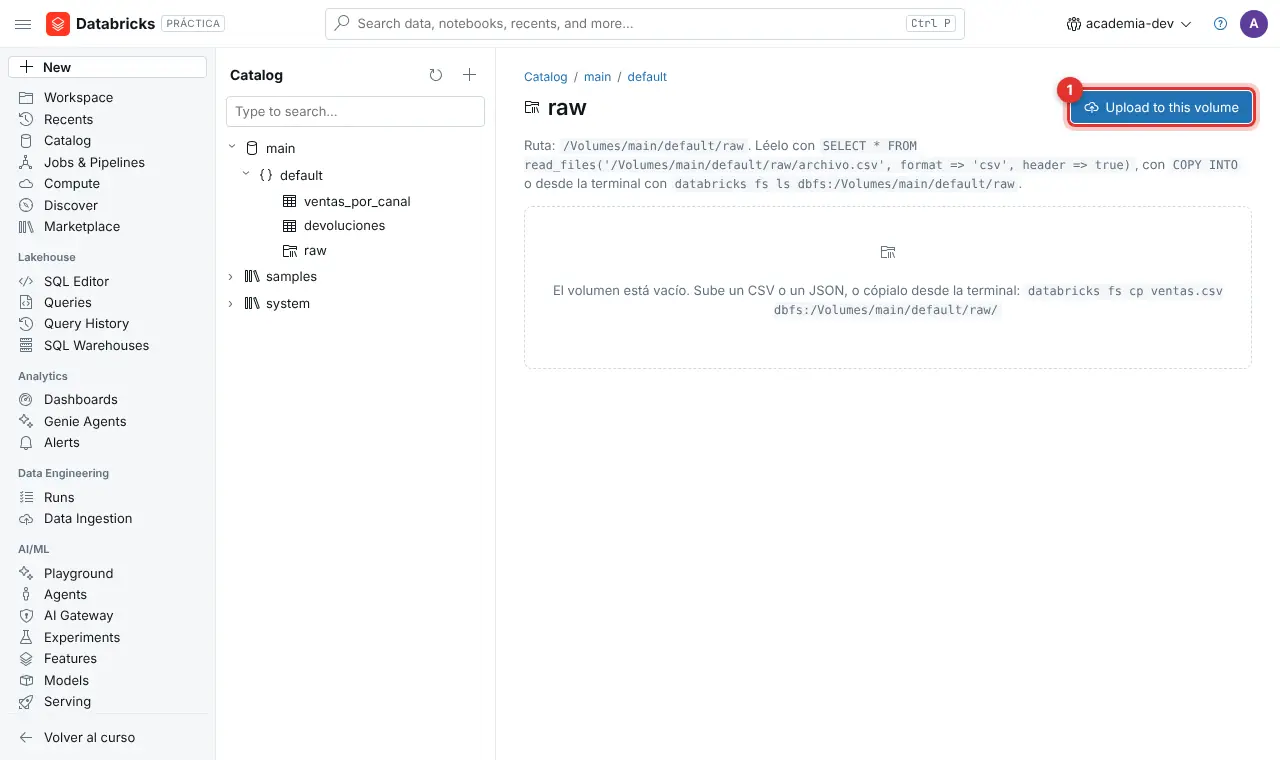 Databricks PRÁCTICA
Search data, notebooks, recents, and more...
Ctrl P
academia-dev
A
New
Workspace
Recents
Catalog
Jobs & Pipelines
Compute
Discover
Marketplace
Lakehouse
SQL Editor
Queries
Query History
SQL Warehouses
Analytics
Dashboards
Genie Agents
Alerts
Data Engineering
Runs
Data Ingestion
AI/ML
Playground
Agents
AI Gateway
Experiments
Features
Models
Serving
Volver al curso
Catalog
Type to search...
main
default
ventas_por_canal
devoluciones
raw
samples
system
Catalog / main / default
raw
1
Upload to this volume
Ruta: /Volumes/main/default/raw. Léelo con SELECT * FROM
read_files('/Volumes/main/default/raw/archivo.csv', format => 'csv', header => true), con COPY INTO
o desde la terminal con databricks fs ls dbfs:/Volumes/main/default/raw.
El volumen está vacío. Sube un CSV o un JSON, o cópialo desde la terminal: databricks fs cp ventas.csv
dbfs:/Volumes/main/default/raw/